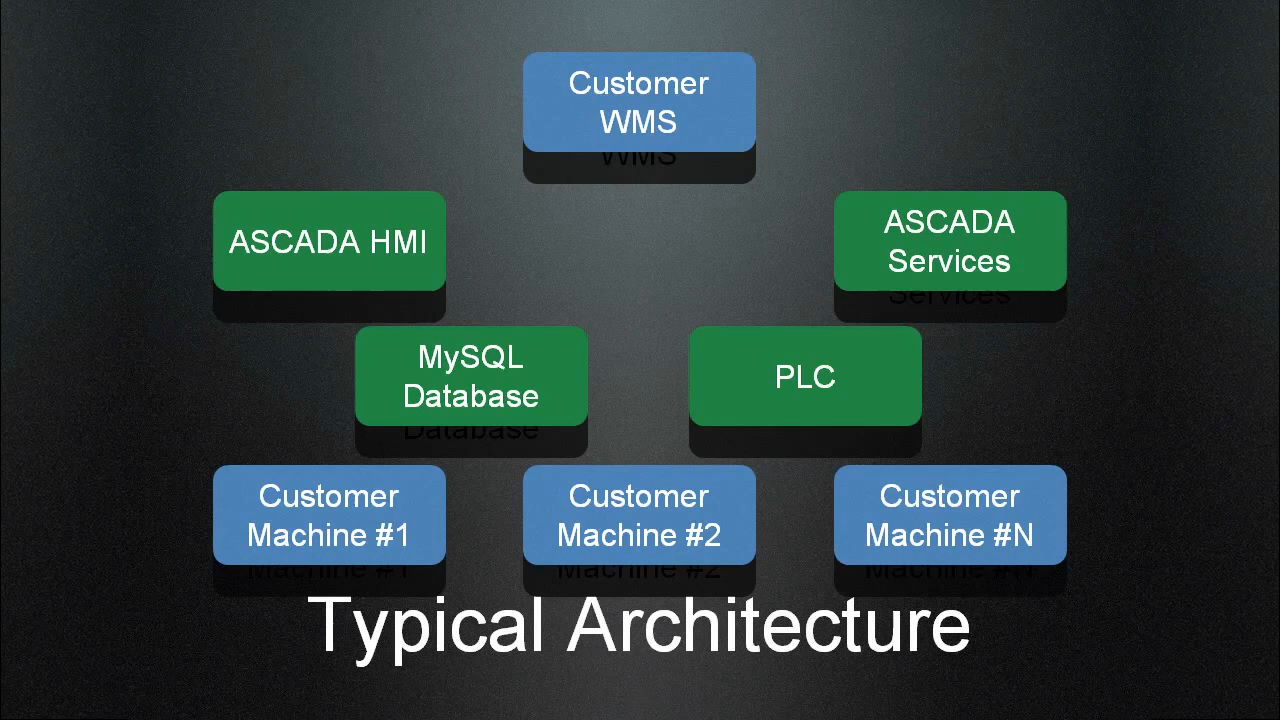 Customer
WMS
ASCADA HMI
ASCADA
Services
MySQL
Database
PLC
Customer
Machine #1
Customer
Machine #2
Customer
Machine #N
Typical Architecture